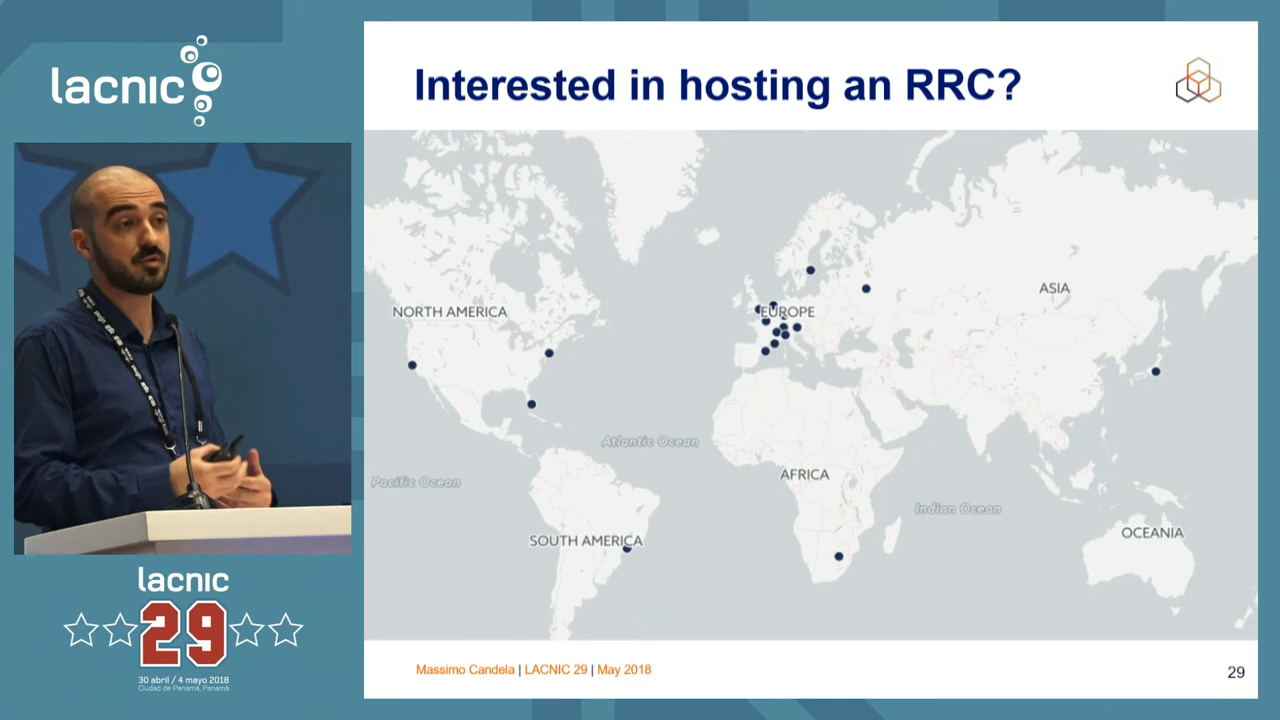 lacnic
Interested in hosting an RRC?
NORTH AMERICA
EUROPE
ASIA
Atlantic Ocean
Pacific Ocean
AFRICA
Indian Ocean
SOUTH AMERICA
OCEANIA
lacnic
29
30 abril / 4 mayo 2018
Ciudad de Panamá, Panamá
Massimo Candela | LACNIC 29 | May 2018
29